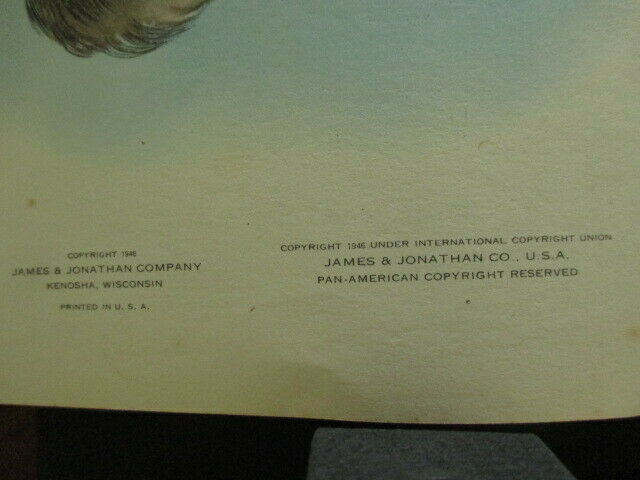 COPYRIGHT 1946
JAMES & JONATHAN COMPANY
KENOSHA, WISCONSIN
PRINTED IN U. S. A.
COPYRIGHT 1946 UNDER INTERNATIONAL COPYRIGHT UNION
JAMES & JONATHAN CO., U.S.A.
PAN-AMERICAN COPYRIGHT RESERVED